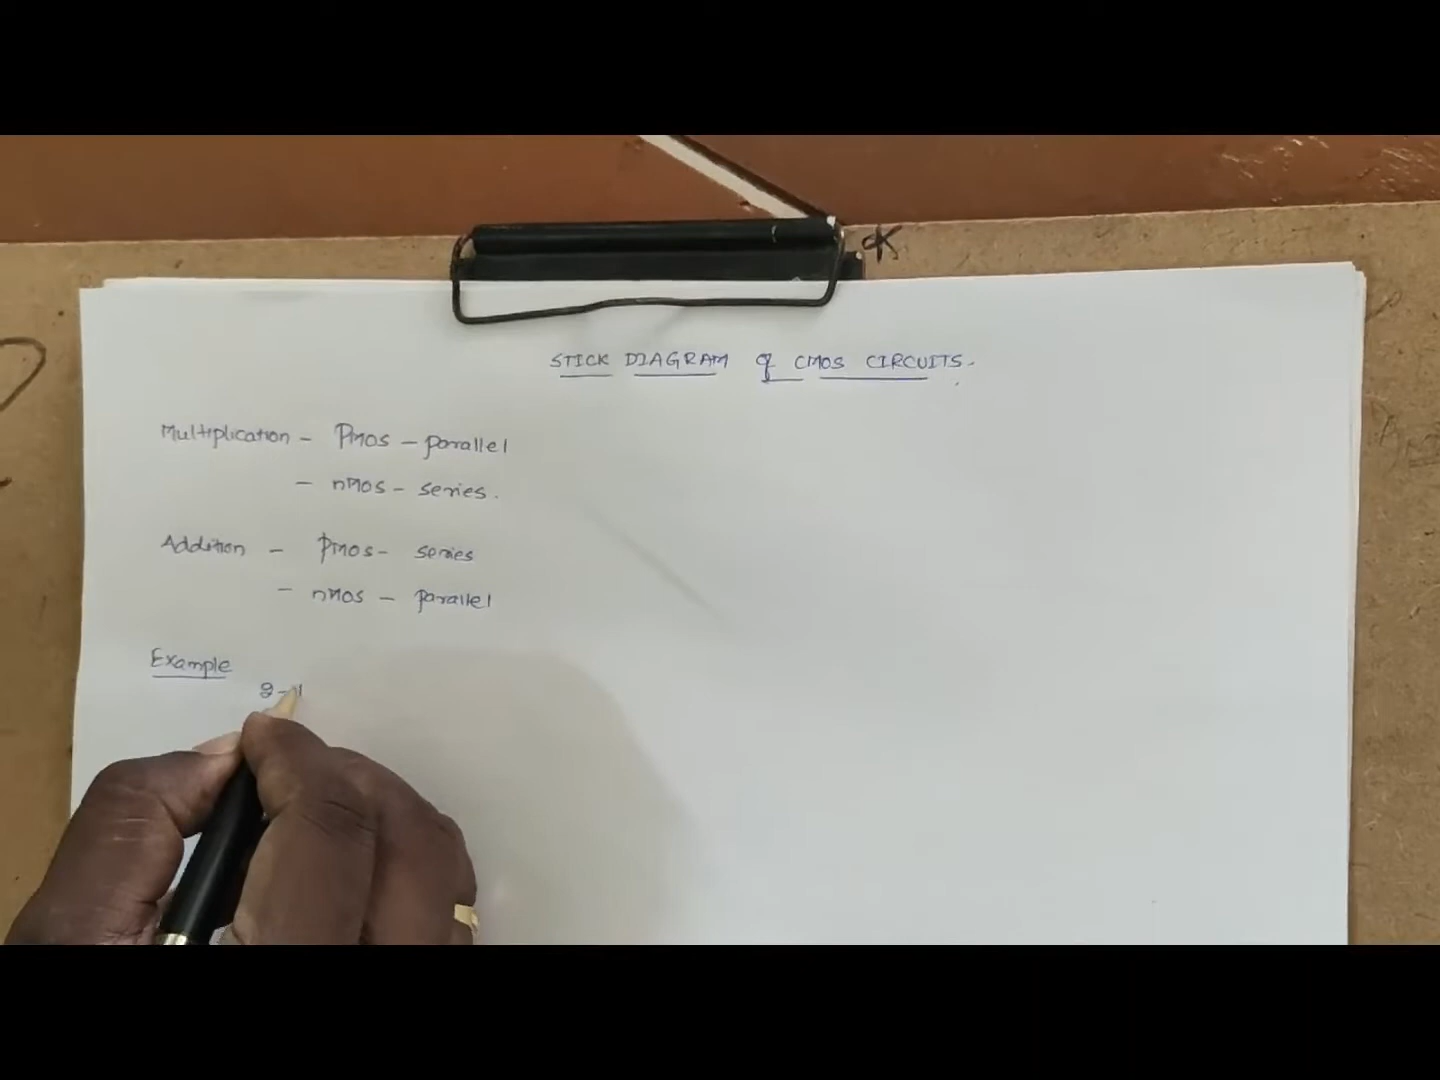 STICK DIAGRAM of CMOS CIRCUITS.
Multiplication - PMOS - parallel
- nMOS - series.
Addition - PMOS - series
- nMOS - parallel
Example